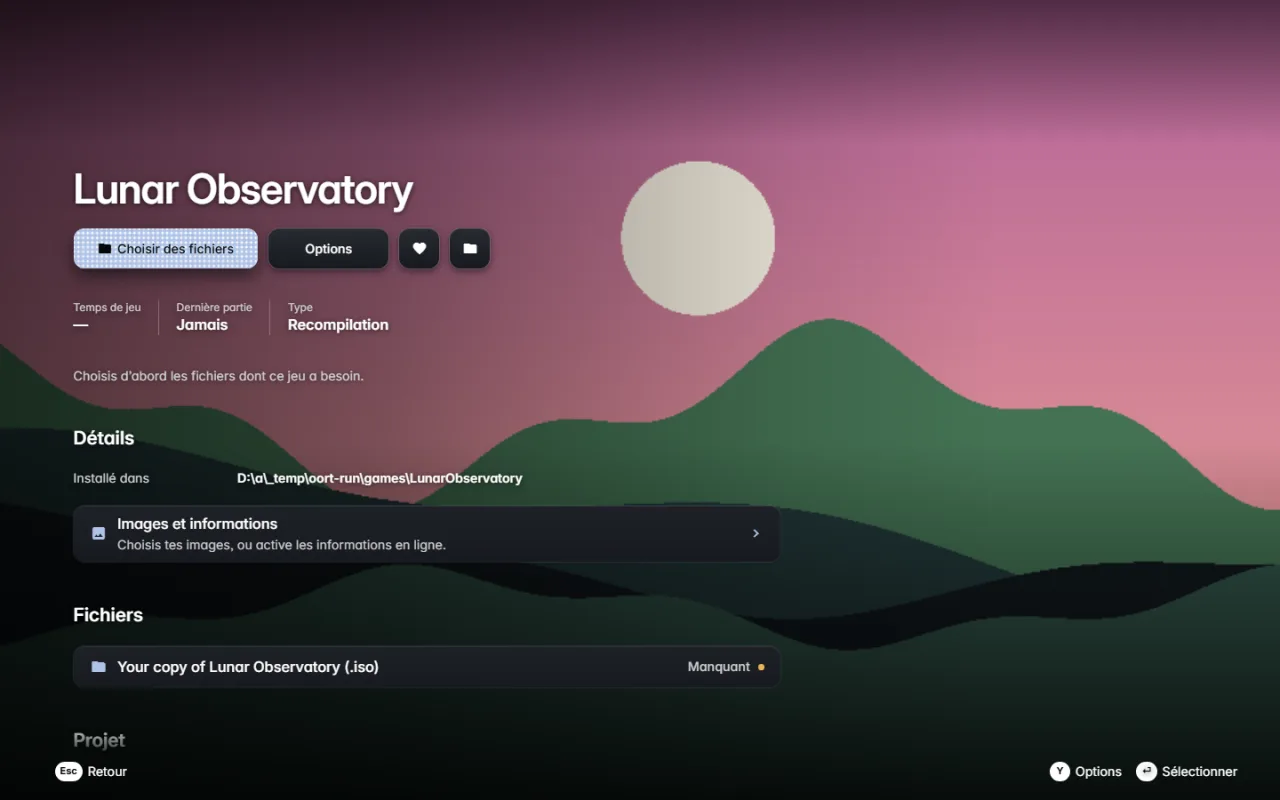 Lunar Observatory
Choisir des fichiers
Options
Temps de jeu
—
Dernière partie
Jamais
Type
Recompilation
Choisis d'abord les fichiers dont ce jeu a besoin.
Détails
Installé dans
D:\a\_temp\oort-run\games\LunarObservatory
Images et informations
Choisis tes images, ou active les informations en ligne.
Fichiers
Your copy of Lunar Observatory (.iso)
Manquant
Projet
Esc Retour
Y Options
⏎ Sélectionner